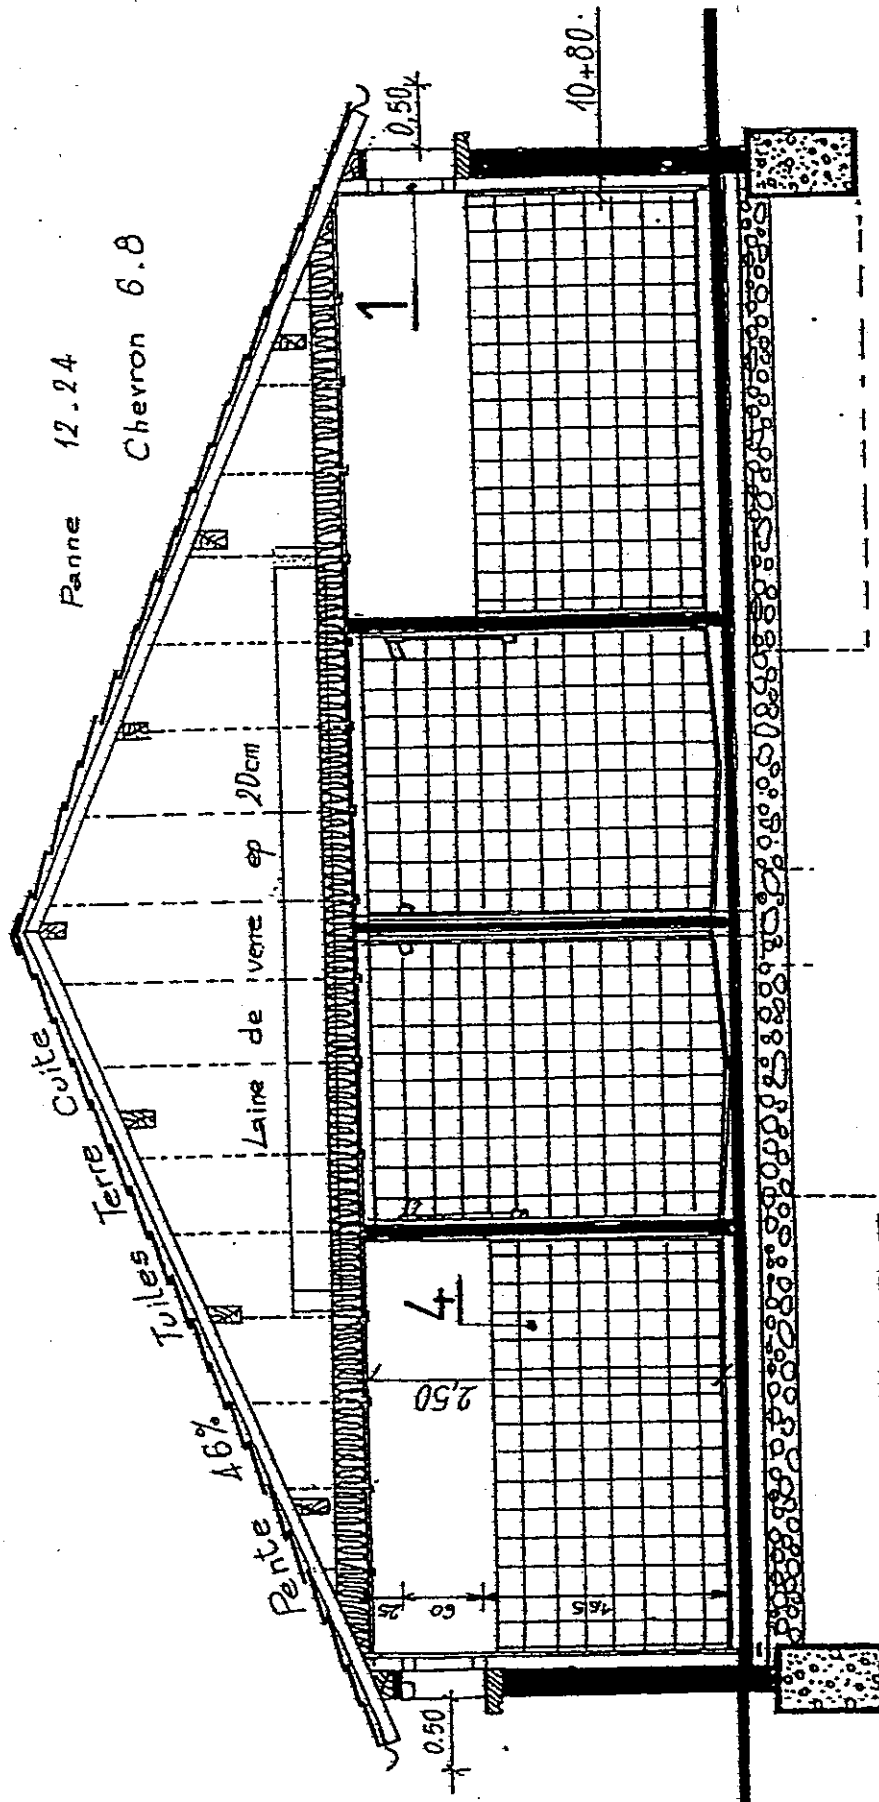 Panne 12.24
Chevron 6.8
Pente 46% Tuiles Terre Cuite
Laine de verre ep 20cm
0,50
10+80.
1
4
2,50
25
60
165
0.50